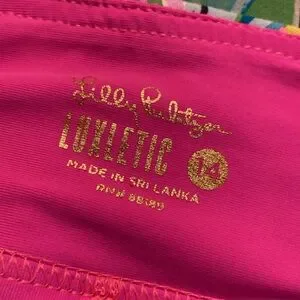 Lilly Pulitzer
LUXLETIC
14
MADE IN SRI LANKA